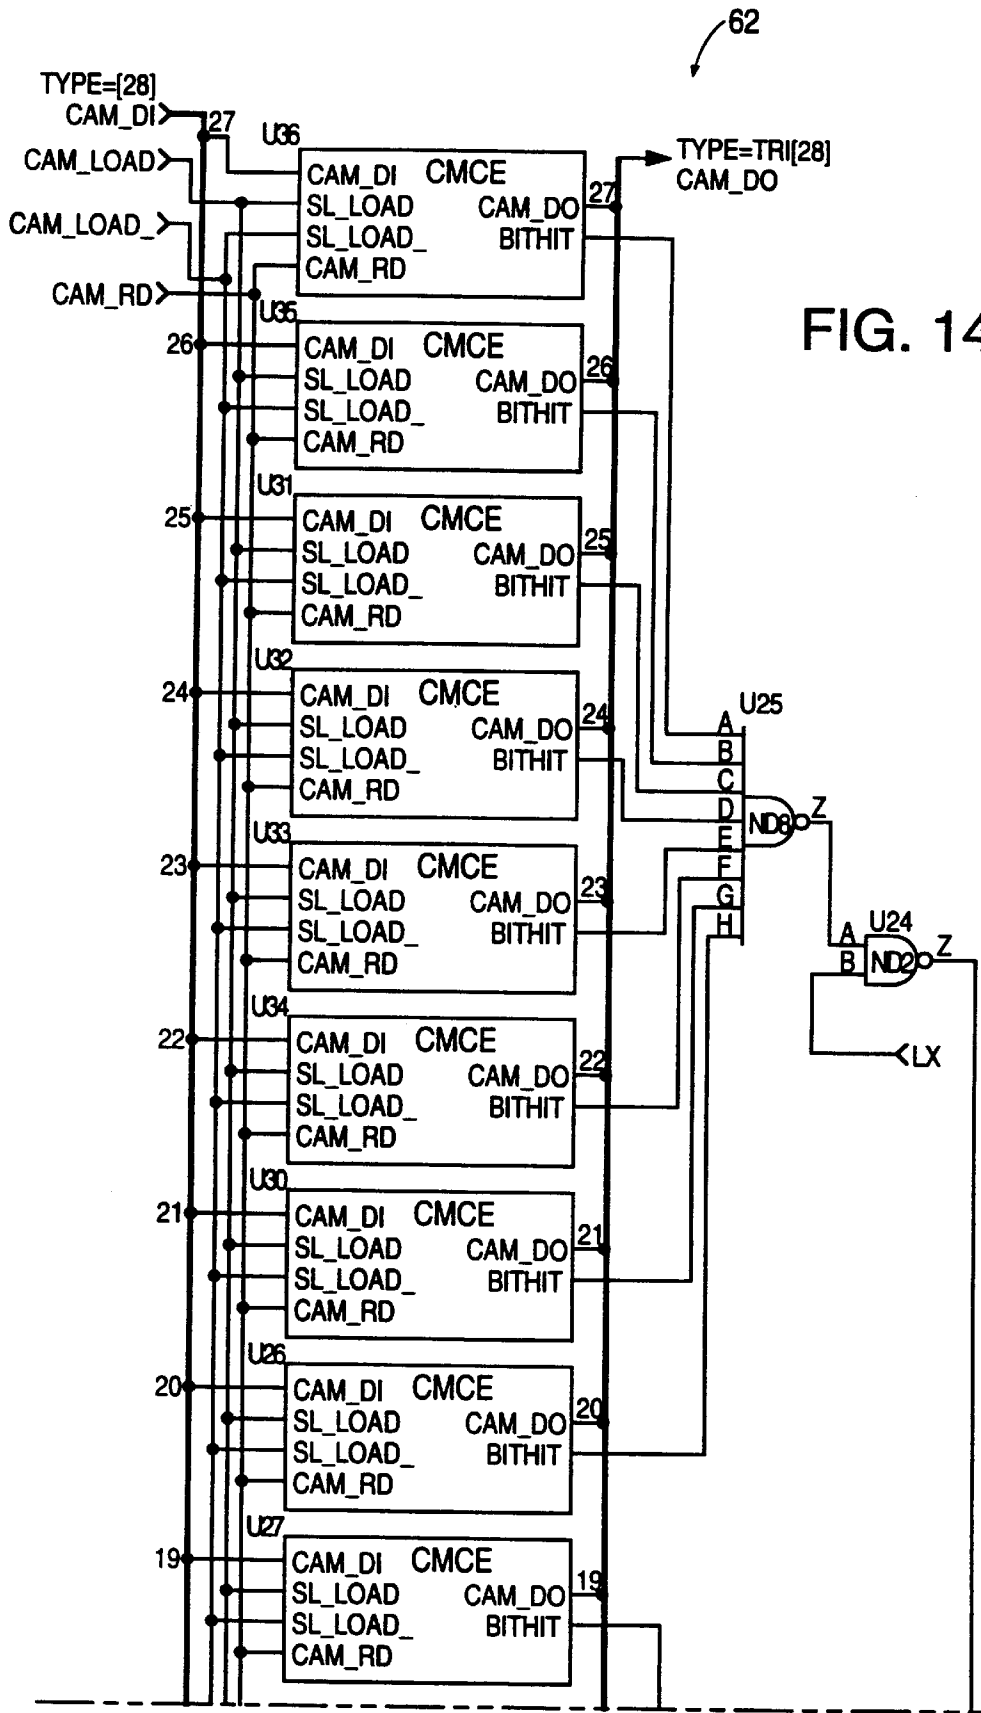 62
TYPE=[28]
CAM_DI
CAM_LOAD
CAM_LOAD_
CAM_RD
TYPE=TRI[28]
CAM_DO
FIG. 14
27
U36
CAM_DI CMCE
SL_LOAD CAM_DO 27
SL_LOAD_ BITHIT
CAM_RD
U35
26 CAM_DI CMCE
SL_LOAD CAM_DO 26
SL_LOAD_ BITHIT
CAM_RD
U31
25 CAM_DI CMCE
SL_LOAD CAM_DO 25
SL_LOAD_ BITHIT
CAM_RD
U32
24 CAM_DI CMCE
SL_LOAD CAM_DO 24
SL_LOAD_ BITHIT
CAM_RD
U33
23 CAM_DI CMCE
SL_LOAD CAM_DO 23
SL_LOAD_ BITHIT
CAM_RD
U34
22 CAM_DI CMCE
SL_LOAD CAM_DO 22
SL_LOAD_ BITHIT
CAM_RD
U30
21 CAM_DI CMCE
SL_LOAD CAM_DO 21
SL_LOAD_ BITHIT
CAM_RD
U26
20 CAM_DI CMCE
SL_LOAD CAM_DO 20
SL_LOAD_ BITHIT
CAM_RD
U27
19 CAM_DI CMCE
SL_LOAD CAM_DO 19
SL_LOAD_ BITHIT
CAM_RD
U25
A
B
C
D
E
F
G
H
ND8
Z
U24
A
B
ND2
Z
LX